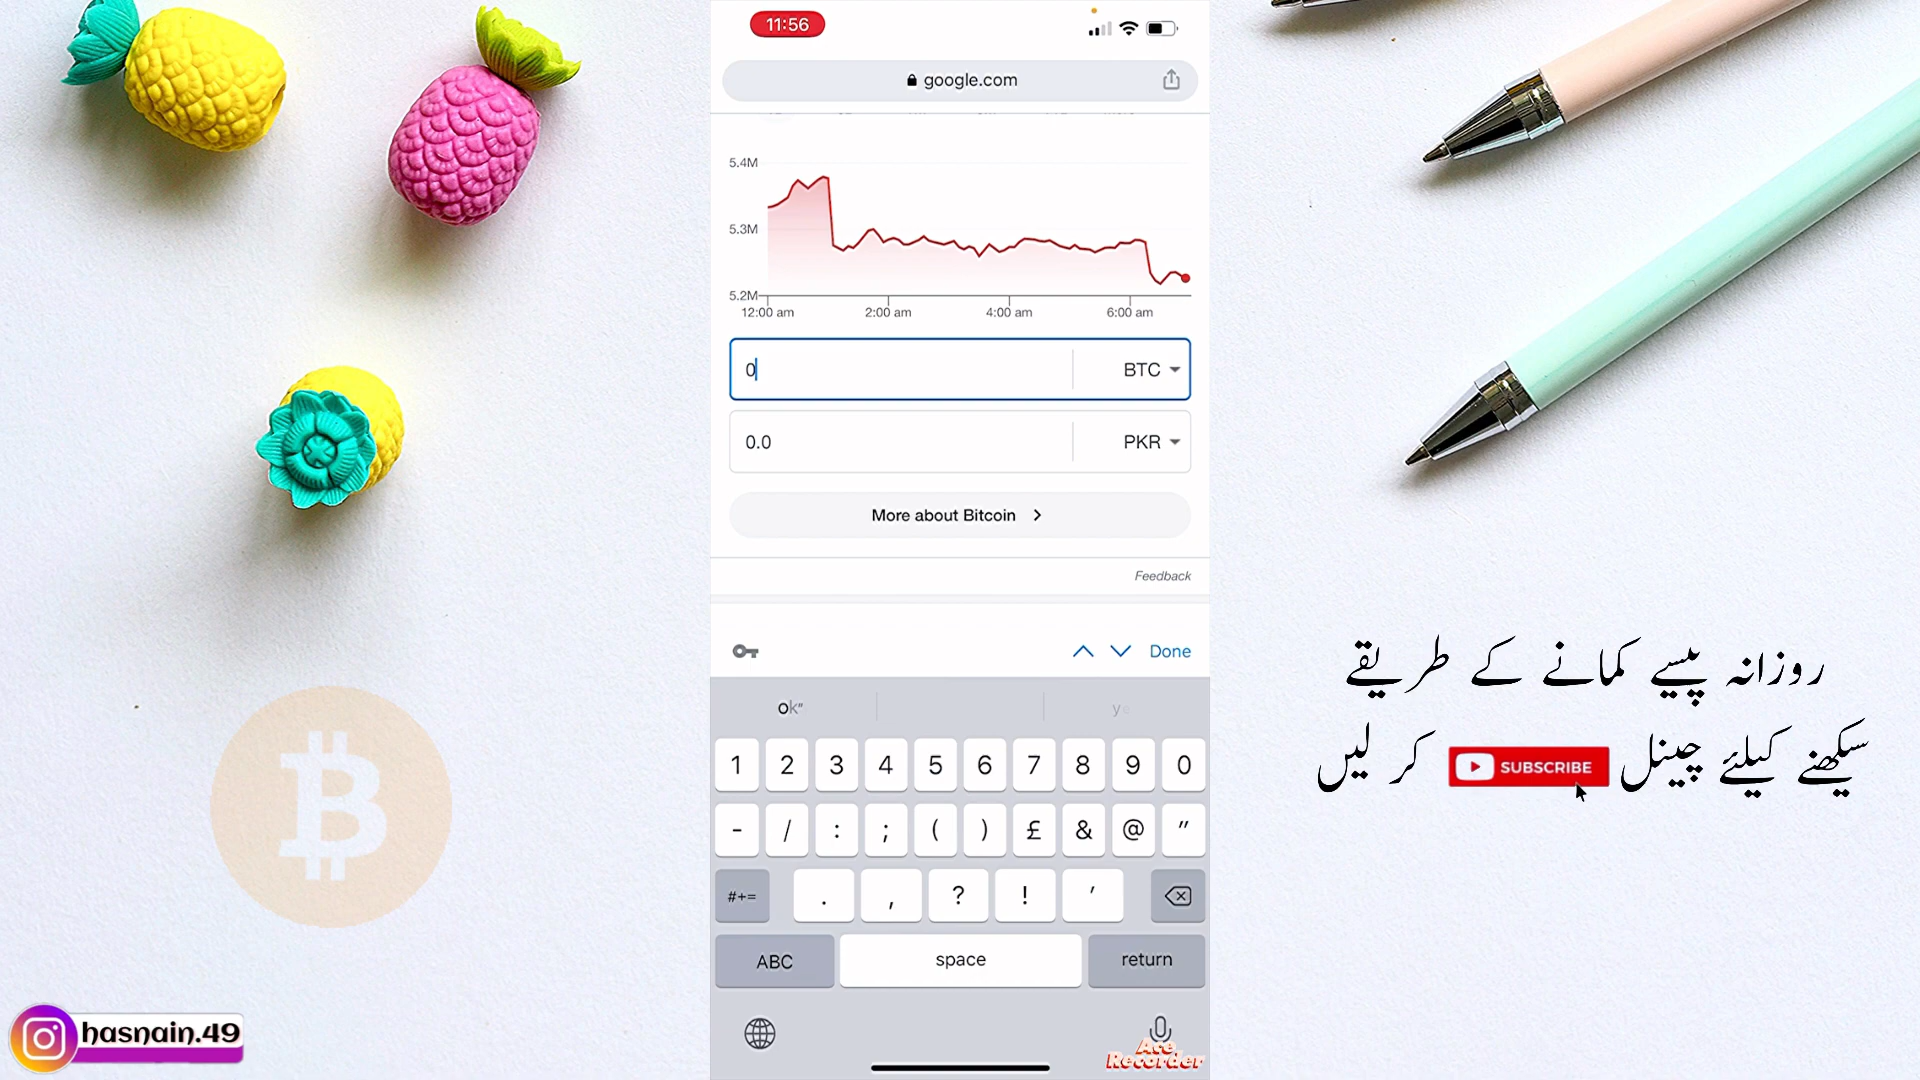 11:56
google.com
5.4M
5.3M
5.2M
12:00 am 2:00 am 4:00 am 6:00 am
0 BTC
0.0 PKR
More about Bitcoin
Feedback
Done
ok"
1 2 3 4 5 6 7 8 9 0
- / : ; ( ) £ & @ "
#+= . , ? ! '
ABC space return
روزانہ پیسے کمانے کے طریقے
سیکھنے کیلئے چینل SUBSCRIBE کر لیں
hasnain.49
Ace
Recorder